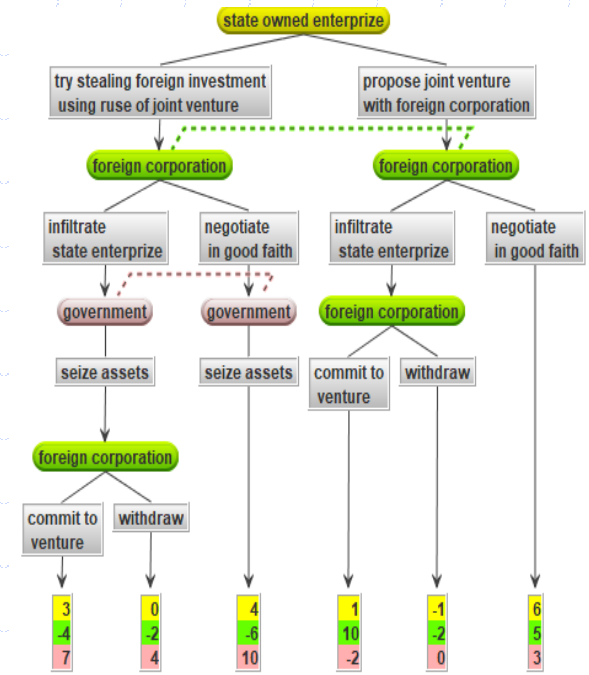 state owned enterprize
try stealing foreign investment
using ruse of joint venture
propose joint venture
with foreign corporation
foreign corporation
foreign corporation
infiltrate
state enterprize
negotiate
in good faith
infiltrate
state enterprize
negotiate
in good faith
government
government
foreign corporation
seize assets
seize assets
commit to
venture
withdraw
foreign corporation
commit to
venture
withdraw
3 0 4 1 -1 6
-4 -2 -6 10 -2 5
7 4 10 -2 0 3